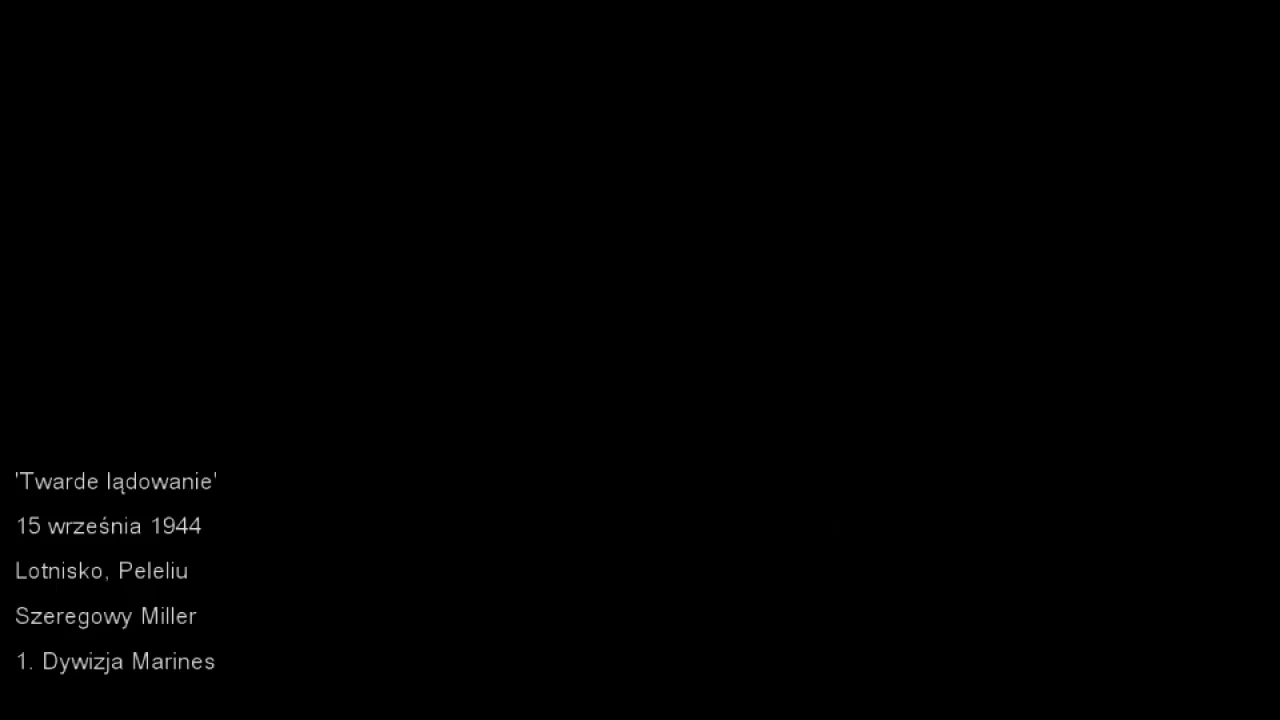 'Twarde lądowanie'
15 września 1944
Lotnisko, Peleliu
Szeregowy Miller
1. Dywizja Marines